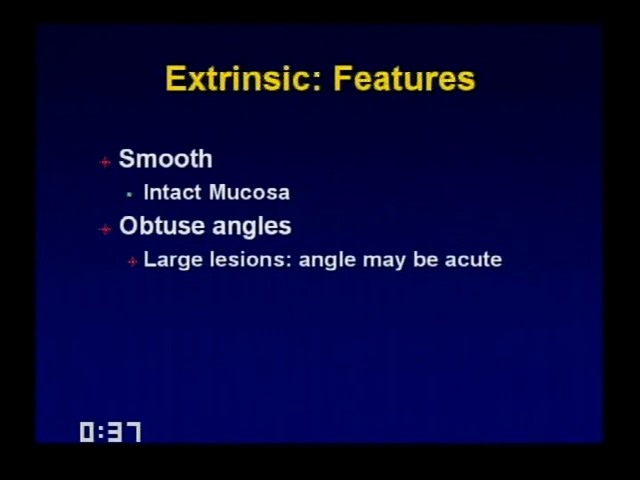 Extrinsic: Features
Smooth
Intact Mucosa
Obtuse angles
Large lesions: angle may be acute
0:37